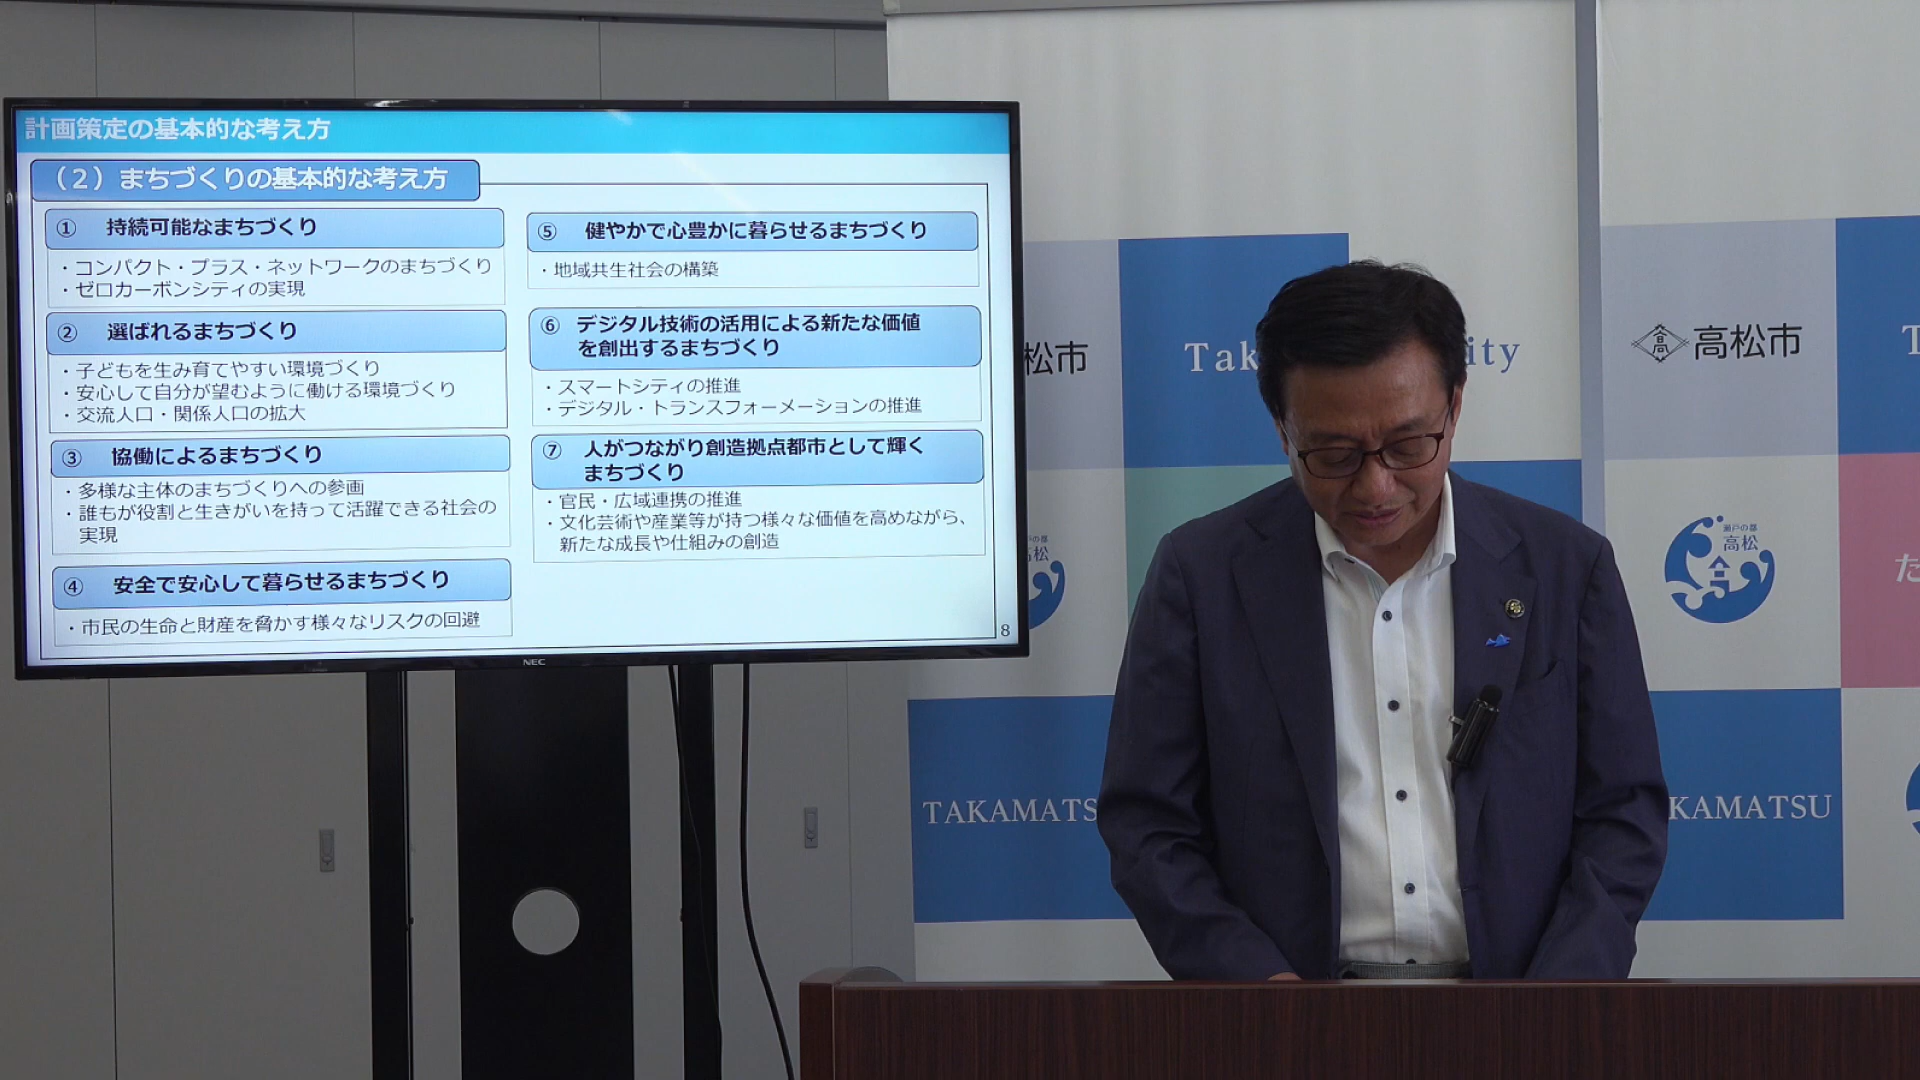 計画策定の基本的な考え方
(2)まちづくりの基本的な考え方
① 持続可能なまちづくり
・コンパクト・プラス・ネットワークのまちづくり
・ゼロカーボンシティの実現
② 選ばれるまちづくり
・子どもを生み育てやすい環境づくり
・安心して自分が望むように働ける環境づくり
・交流人口・関係人口の拡大
③ 協働によるまちづくり
・多様な主体のまちづくりへの参画
・誰もが役割と生きがいを持って活躍できる社会の
実現
④ 安全で安心して暮らせるまちづくり
・市民の生命と財産を脅かす様々なリスクの回避
⑤ 健やかで心豊かに暮らせるまちづくり
・地域共生社会の構築
⑥ デジタル技術の活用による新たな価値
を創出するまちづくり
・スマートシティの推進
・デジタル・トランスフォーメーションの推進
⑦ 人がつながり創造拠点都市として輝く
まちづくり
・官民・広域連携の推進
・文化芸術や産業等が持つ様々な価値を高めながら、
新たな成長や仕組みの創造
8
NEC
松市
Tak
ity
高松市
T
の都
松
瀬戸の都
高松
た
TAKAMATS
KAMATSU